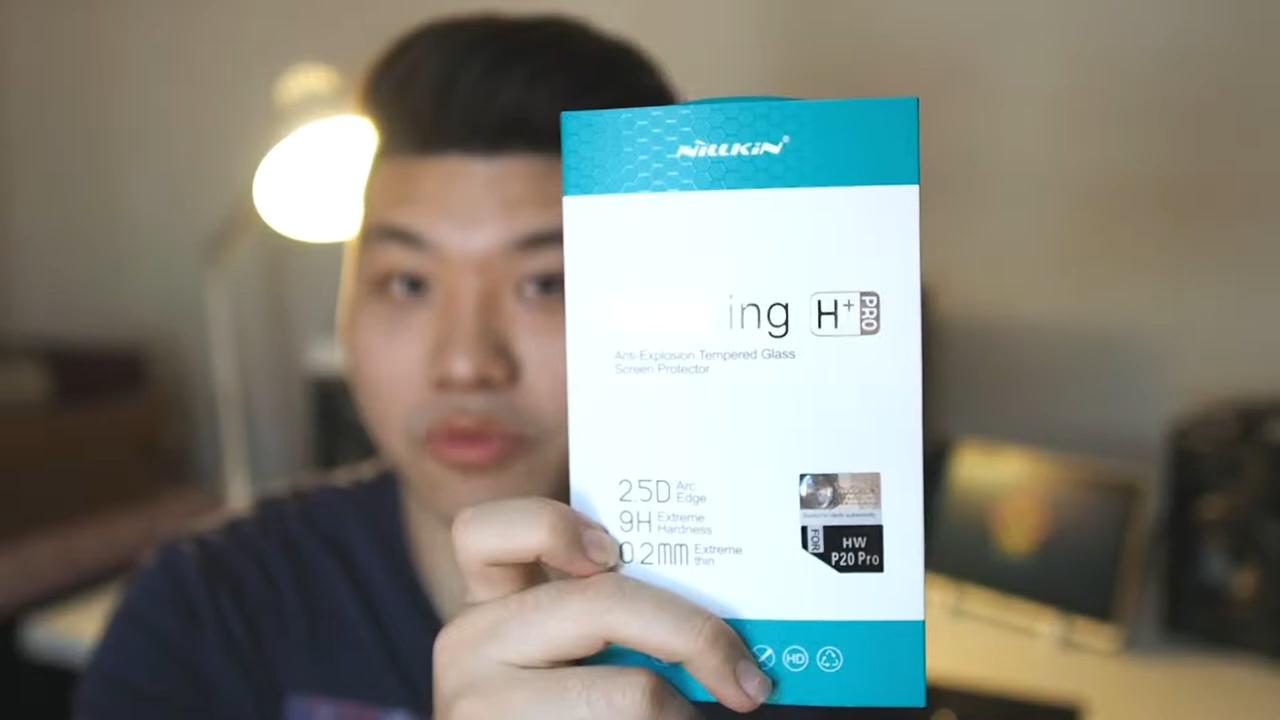 NiLLKiN®
ing H+ PRO
Anti-Explosion Tempered Glass
Screen Protector
2.5D Arc Edge
9H Extreme Hardness
0.2mm Extreme thin
FOR HW P20 Pro
HD